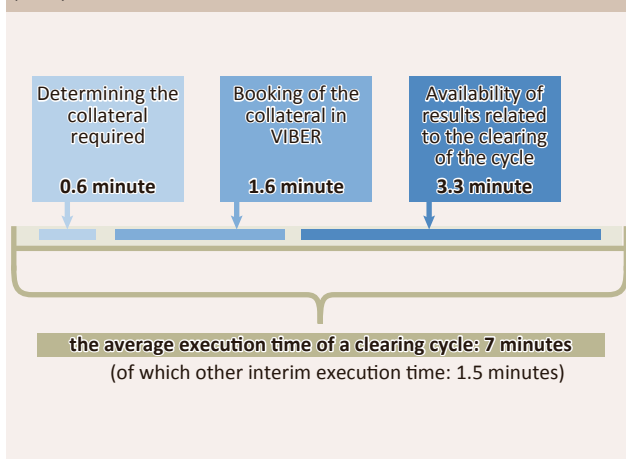 Determining the
collateral
required
0.6 minute
Booking of the
collateral in
VIBER
1.6 minute
Availability of
results related
to the clearing
of the cycle
3.3 minute
the average execution time of a clearing cycle: 7 minutes
(of which other interim execution time: 1.5 minutes)